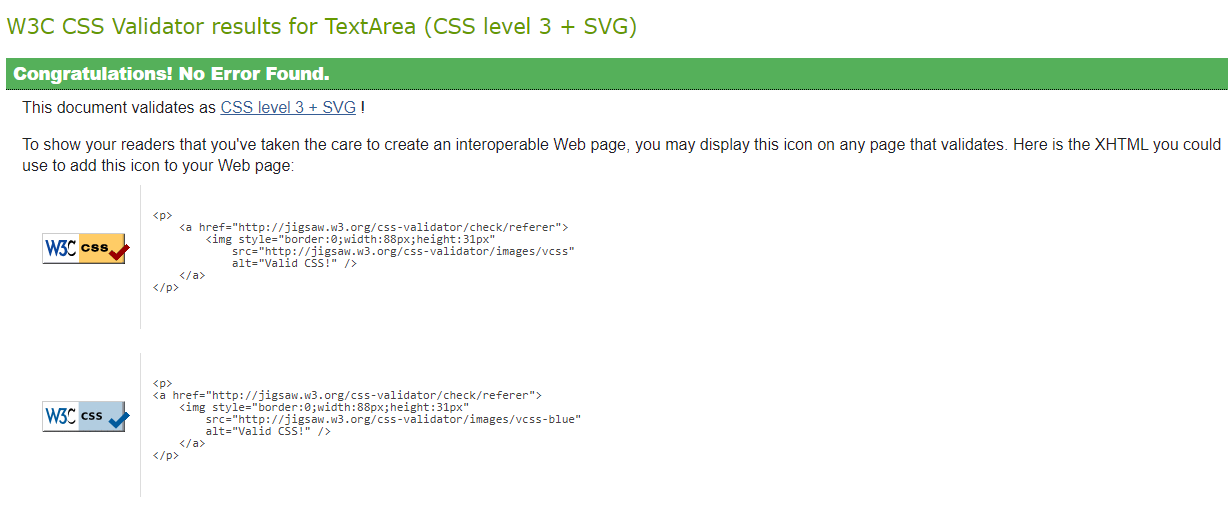 W3C CSS Validator results for TextArea (CSS level 3 + SVG)
Congratulations! No Error Found.
This document validates as CSS level 3 + SVG !
To show your readers that you've taken the care to create an interoperable Web page, you may display this icon on any page that validates. Here is the XHTML you could
use to add this icon to your Web page:
W3C css
<p>
<a href="http://jigsaw.w3.org/css-validator/check/referer">
<img style="border:0;width:88px;height:31px"
src="http://jigsaw.w3.org/css-validator/images/vcss"
alt="Valid CSS!" />
</a>
</p>
W3C css
<p>
<a href="http://jigsaw.w3.org/css-validator/check/referer">
<img style="border:0;width:88px;height:31px"
src="http://jigsaw.w3.org/css-validator/images/vcss-blue"
alt="Valid CSS!" />
</a>
</p>